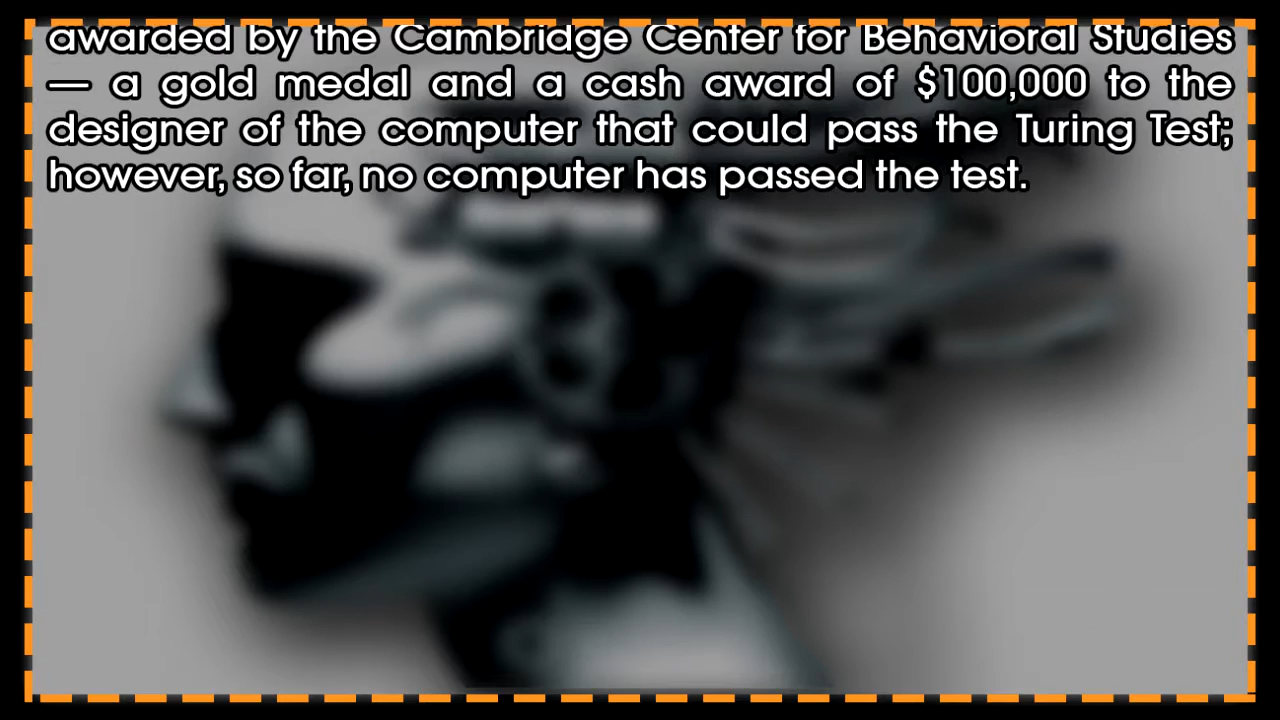 awarded by the Cambridge Center for Behavioral Studies
— a gold medal and a cash award of $100,000 to the
designer of the computer that could pass the Turing Test;
however, so far, no computer has passed the test.